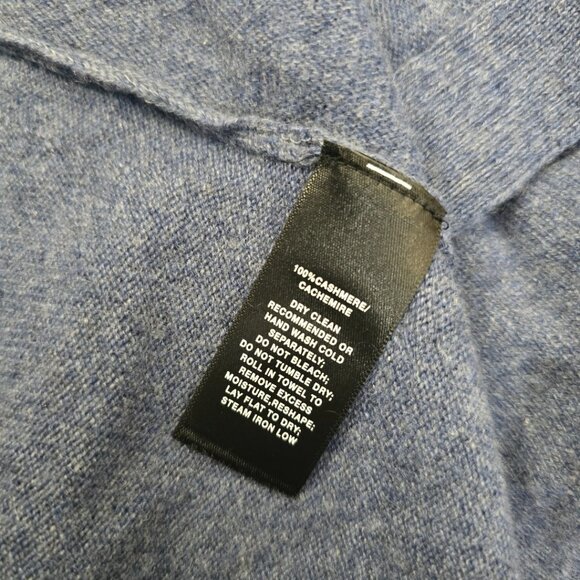 100%CASHMERE/
CACHEMIRE
DRY CLEAN
RECOMMENDED OR
HAND WASH COLD
SEPARATELY;
DO NOT BLEACH;
DO NOT TUMBLE DRY;
ROLL IN TOWEL TO
REMOVE EXCESS
MOISTURE,RESHAPE;
LAY FLAT TO DRY;
STEAM IRON LOW